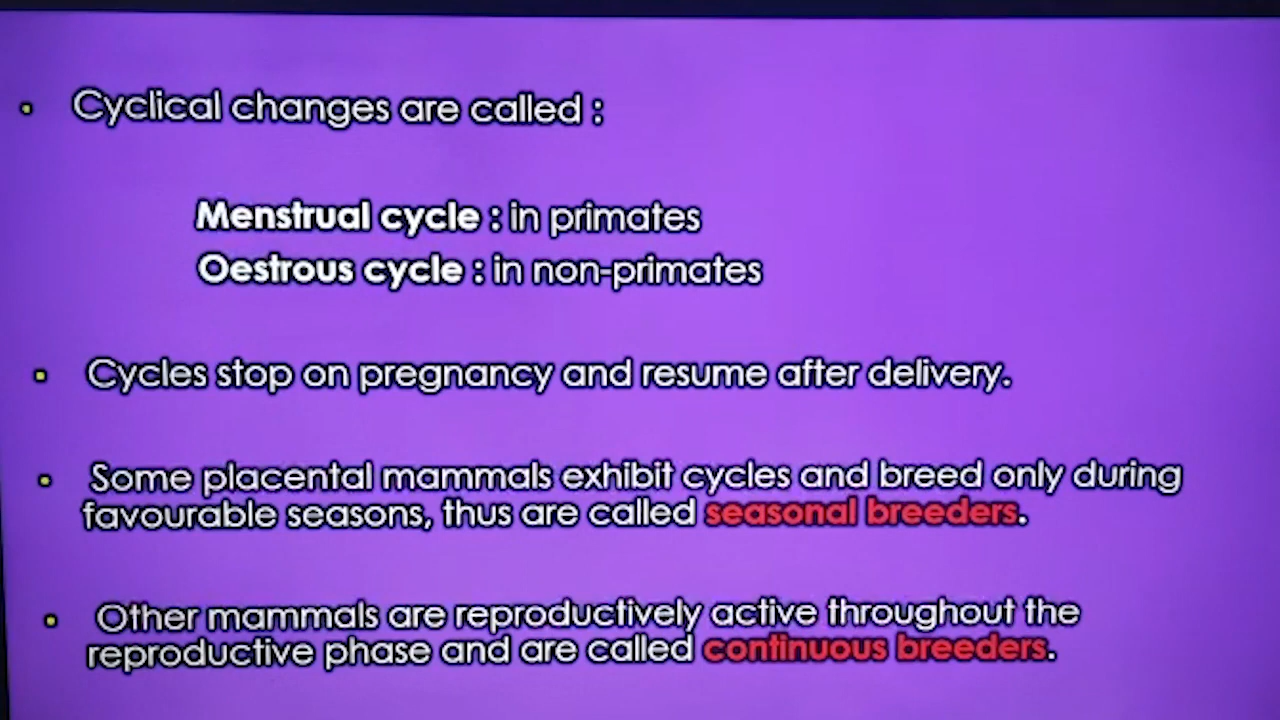 Cyclical changes are called :
Menstrual cycle : in primates
Oestrous cycle : in non-primates
Cycles stop on pregnancy and resume after delivery.
Some placental mammals exhibit cycles and breed only during
favourable seasons, thus are called seasonal breeders.
Other mammals are reproductively active throughout the
reproductive phase and are called continuous breeders.